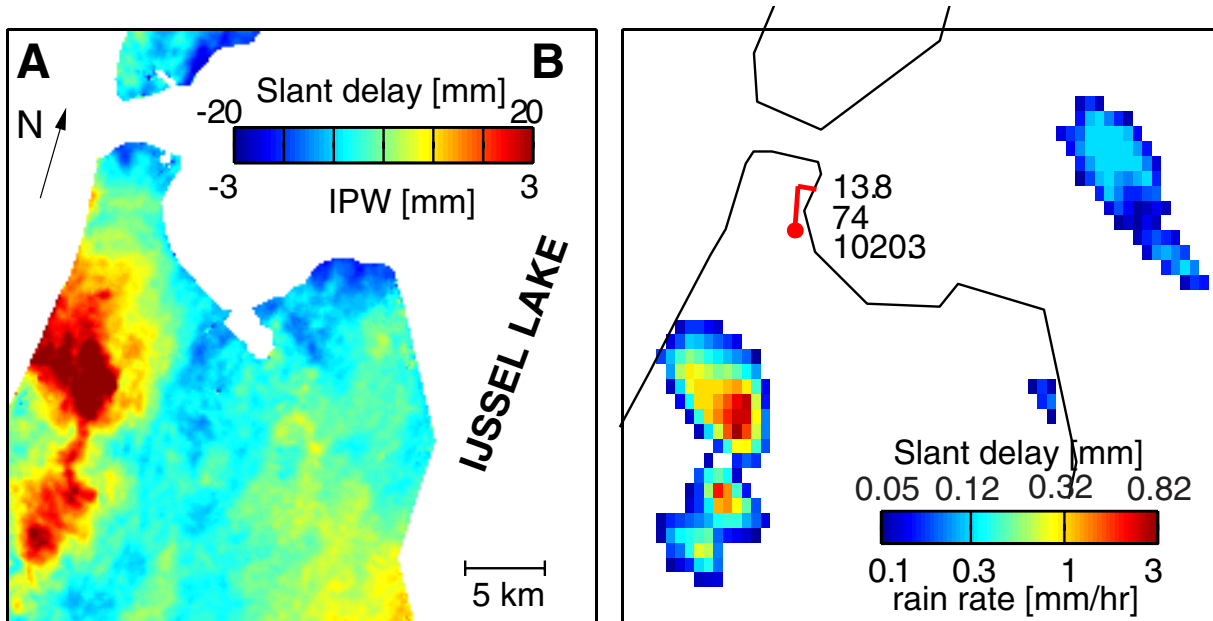 A
B
Slant delay [mm]
-20 20
N
-3 3
IPW [mm]
IJSSEL LAKE
5 km
13.8
74
10203
Slant delay [mm]
0.05 0.12 0.32 0.82
0.1 0.3 1 3
rain rate [mm/hr]